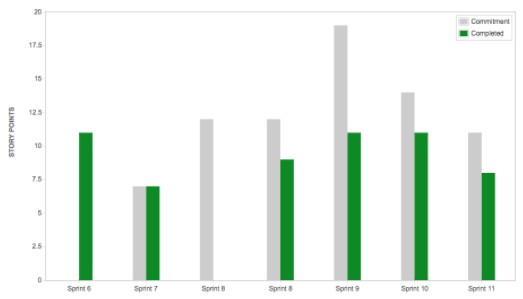 20
Commitment
Completed
17.5
15
12.5
STORY POINTS
10
7.5
5
2.5
0
Sprint 6 Sprint 7 Sprint 8 Sprint 8 Sprint 9 Sprint 10 Sprint 11